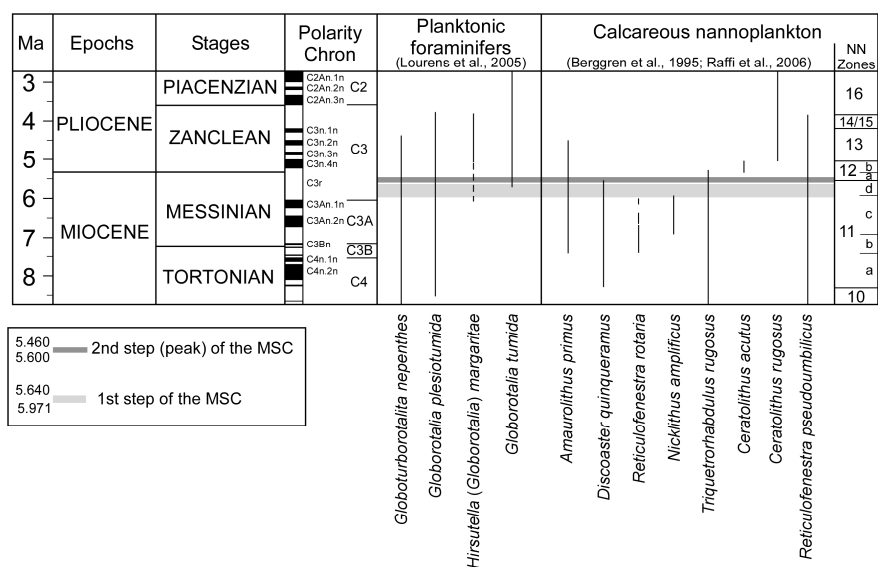 Ma
Epochs
Stages
Polarity
Chron
Planktonic
foraminifers
(Lourens et al., 2005)
Calcareous nannoplankton
(Berggren et al., 1995; Raffi et al., 2006)
NN
Zones
3
4
5
6
7
8
PLIOCENE
MIOCENE
PIACENZIAN
ZANCLEAN
MESSINIAN
TORTONIAN
C2An.1n
C2An.2n
C2An.3n
C3n.1n
C3n.2n
C3n.3n
C3n.4n
C3r
C3An.1n
C3An.2n
C3Bn
C4n.1n
C4n.2n
C2
C3
C3A
C3B
C4
16
14/15
13
12
b
a
d
11
c
b
a
10
5.460
5.600
2nd step (peak) of the MSC
5.640
5.971
1st step of the MSC
Globoturborotalita nepenthes
Globorotalia plesiotumida
Hirsutella (Globorotalia) margaritae
Globorotalia tumida
Amaurolithus primus
Discoaster quinqueramus
Reticulofenestra rotaria
Nicklithus amplificus
Triquetrorhabdulus rugosus
Ceratolithus acutus
Ceratolithus rugosus
Reticulofenestra pseudoumbilicus